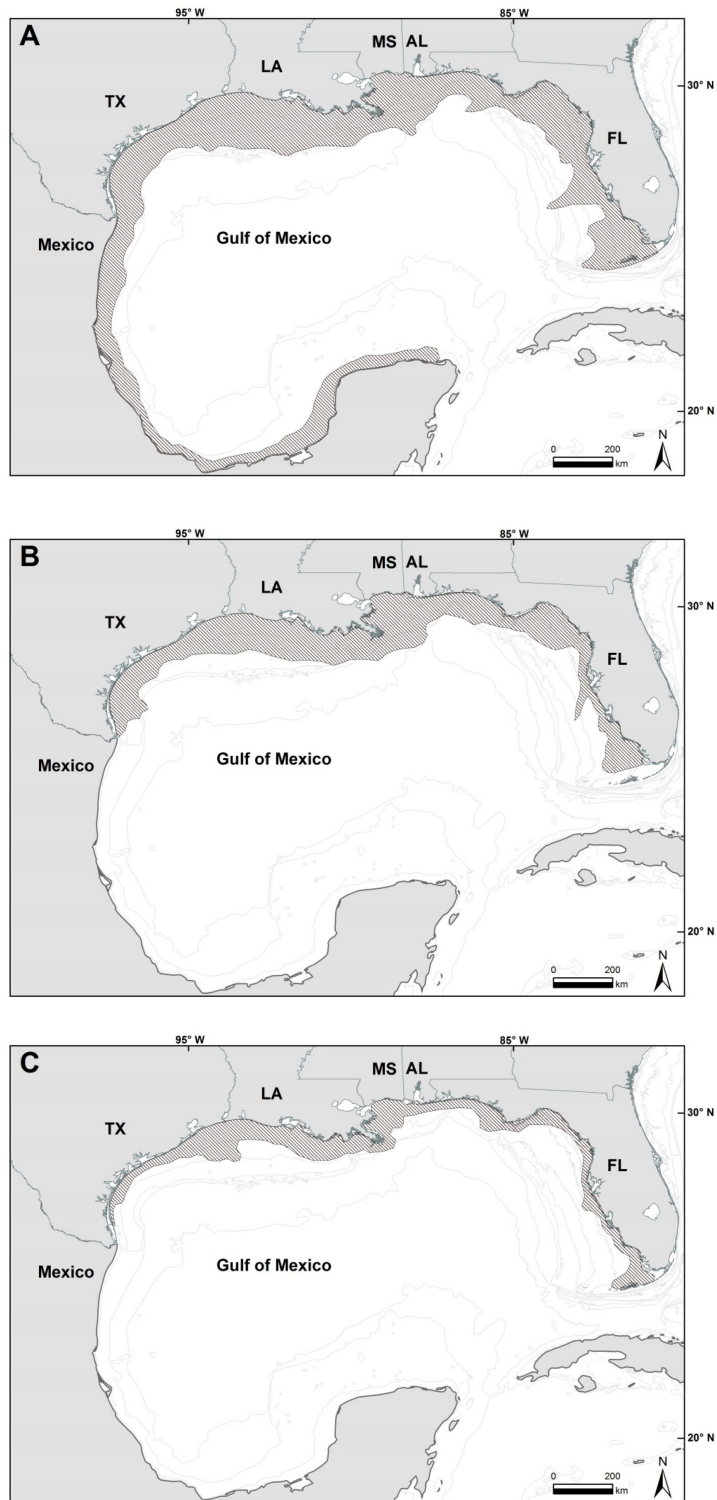 A
95° W
85° W
MS AL
LA
30° N
TX
FL
Mexico
Gulf of Mexico
20° N
0 200
km
N
B
95° W
85° W
MS AL
LA
30° N
TX
FL
Mexico
Gulf of Mexico
20° N
0 200
km
N
C
95° W
85° W
MS AL
LA
30° N
TX
FL
Mexico
Gulf of Mexico
20° N
0 200
km
N